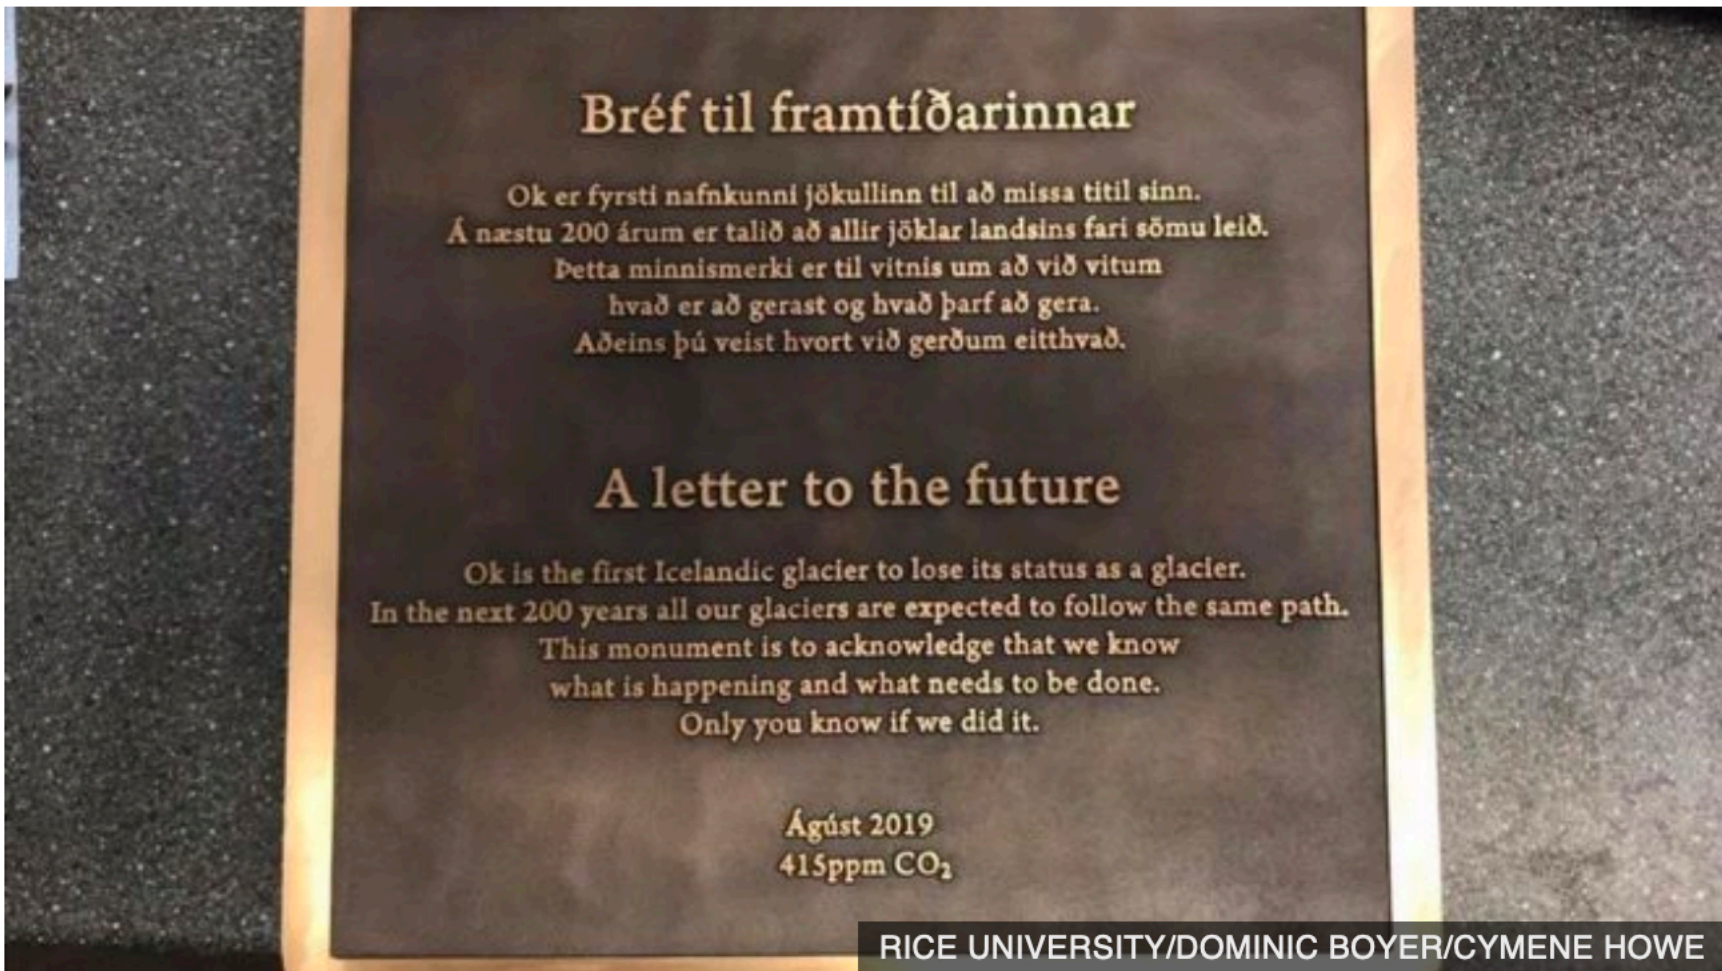 Bréf til framtíðarinnar
Ok er fyrsti nafnkunni jökullinn til að missa titil sinn.
Á næstu 200 árum er talið að allir jöklar landsins fari sömu leið.
Þetta minnismerki er til vitnis um að við vitum
hvað er að gerast og hvað þarf að gera.
Aðeins þú veist hvort við gerðum eitthvað.
A letter to the future
Ok is the first Icelandic glacier to lose its status as a glacier.
In the next 200 years all our glaciers are expected to follow the same path.
This monument is to acknowledge that we know
what is happening and what needs to be done.
Only you know if we did it.
Ágúst 2019
415ppm CO₂
RICE UNIVERSITY/DOMINIC BOYER/CYMENE HOWE